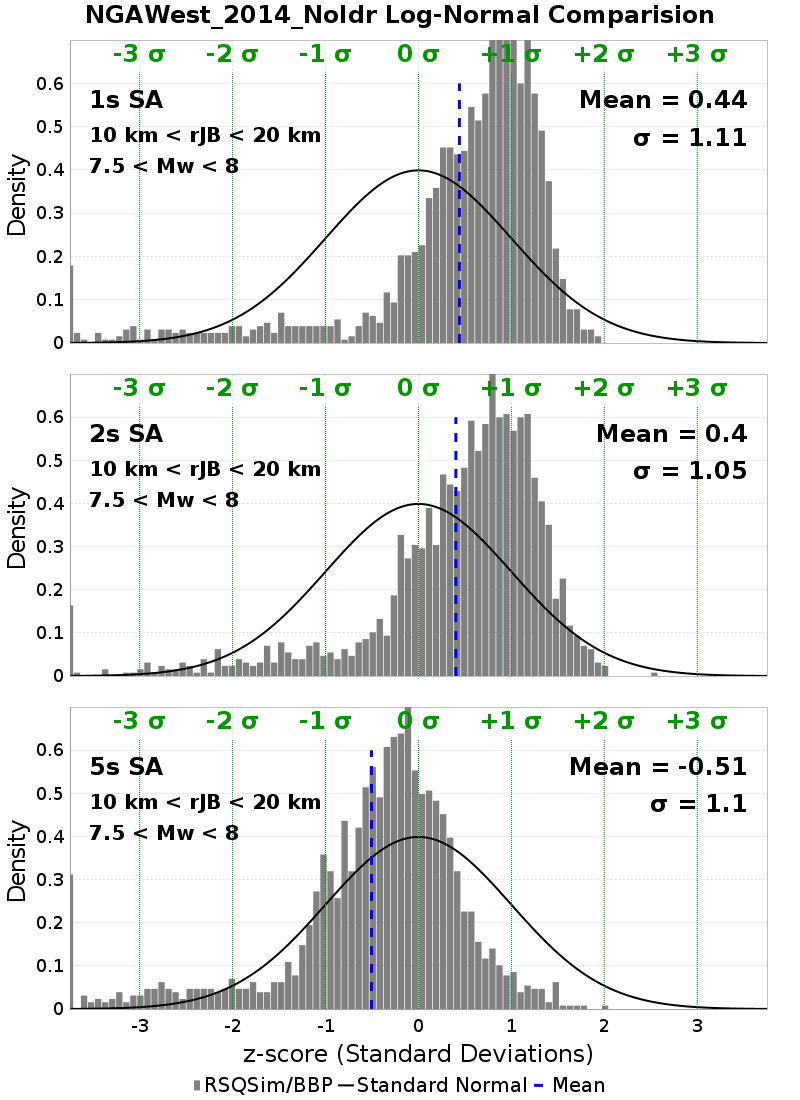 NGAWest_2014_NoIdr Log-Normal Comparision
-3 σ -2 σ -1 σ 0 σ +1 σ +2 σ +3 σ
1s SA Mean = 0.44
10 km < rJB < 20 km σ = 1.11
7.5 < Mw < 8
Density
0.6
0.5
0.4
0.3
0.2
0.1
0
-3 σ -2 σ -1 σ 0 σ +1 σ +2 σ +3 σ
2s SA Mean = 0.4
10 km < rJB < 20 km σ = 1.05
7.5 < Mw < 8
Density
0.6
0.5
0.4
0.3
0.2
0.1
0
-3 σ -2 σ -1 σ 0 σ +1 σ +2 σ +3 σ
5s SA Mean = -0.51
10 km < rJB < 20 km σ = 1.1
7.5 < Mw < 8
Density
0.6
0.5
0.4
0.3
0.2
0.1
0
-3 -2 -1 0 1 2 3
z-score (Standard Deviations)
RSQSim/BBP Standard Normal Mean